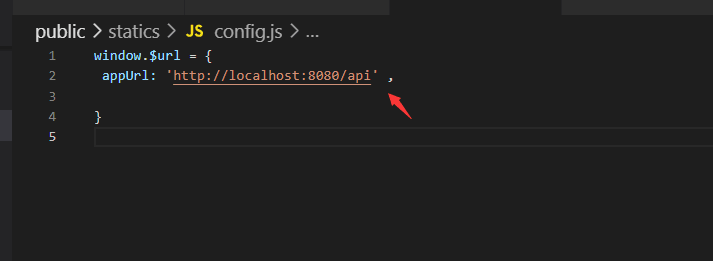 public > statics > JS config.js > ...
1 window.$url = {
2 appUrl: 'http://localhost:8080/api' ,
3
4 }
5